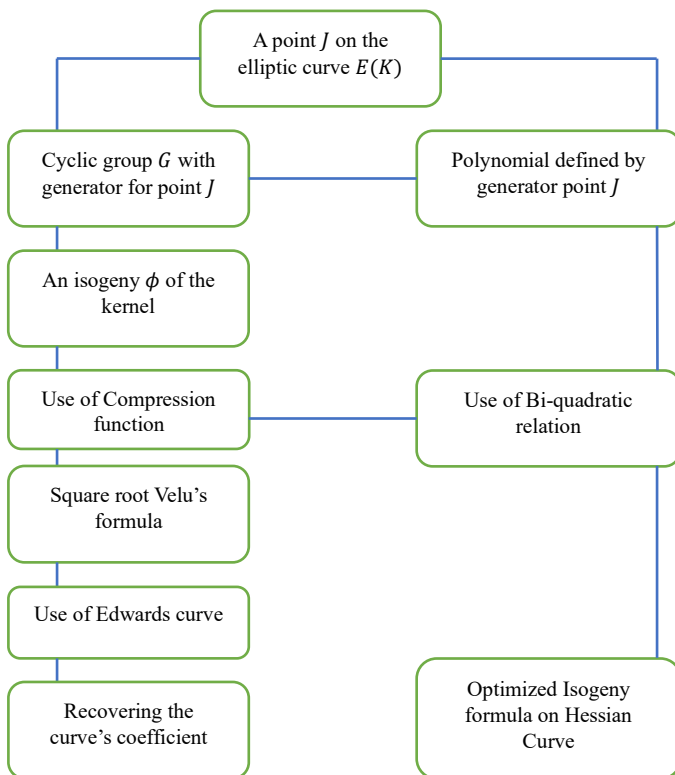 A point J on the
elliptic curve E(K)
Cyclic group G with
generator for point J
Polynomial defined by
generator point J
An isogeny ϕ of the
kernel
Use of Compression
function
Use of Bi-quadratic
relation
Square root Velu’s
formula
Use of Edwards curve
Recovering the
curve’s coefficient
Optimized Isogeny
formula on Hessian
Curve